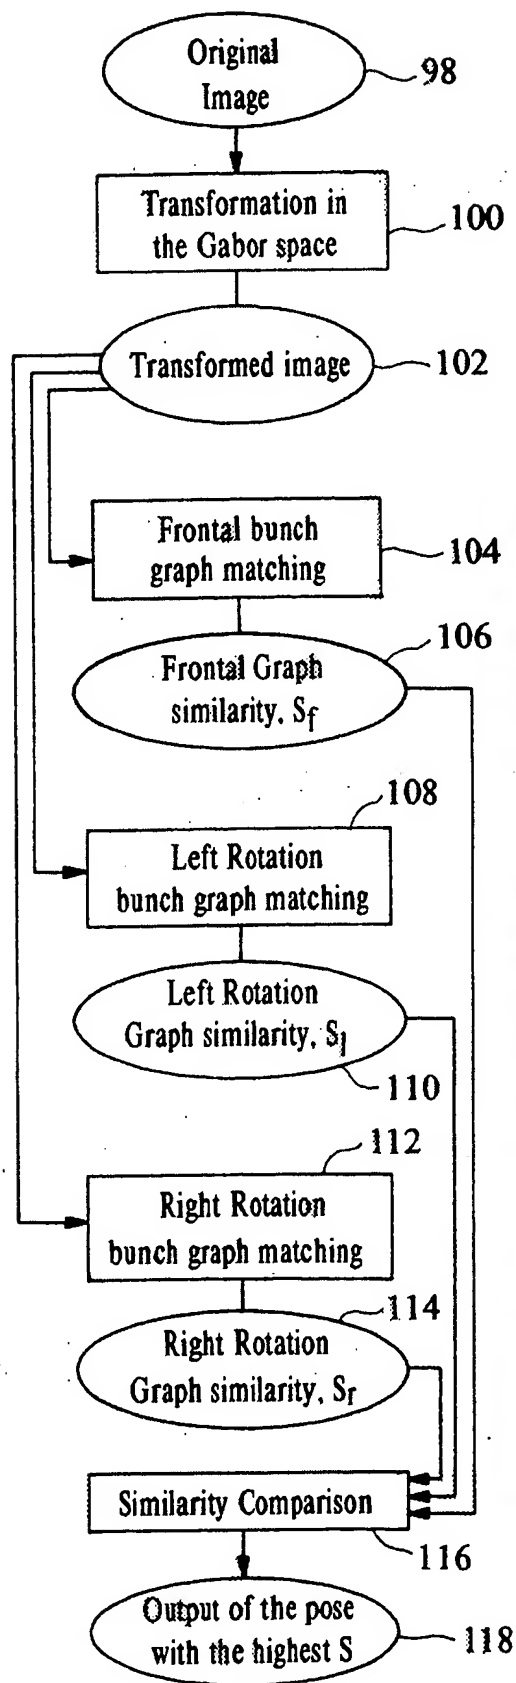 Original
Image
98
Transformation in
the Gabor space
100
Transformed image
102
Frontal bunch
graph matching
104
106
Frontal Graph
similarity, Sf
108
Left Rotation
bunch graph matching
Left Rotation
Graph similarity, Sl
110
112
Right Rotation
bunch graph matching
114
Right Rotation
Graph similarity, Sr
Similarity Comparison
116
Output of the pose
with the highest S
118